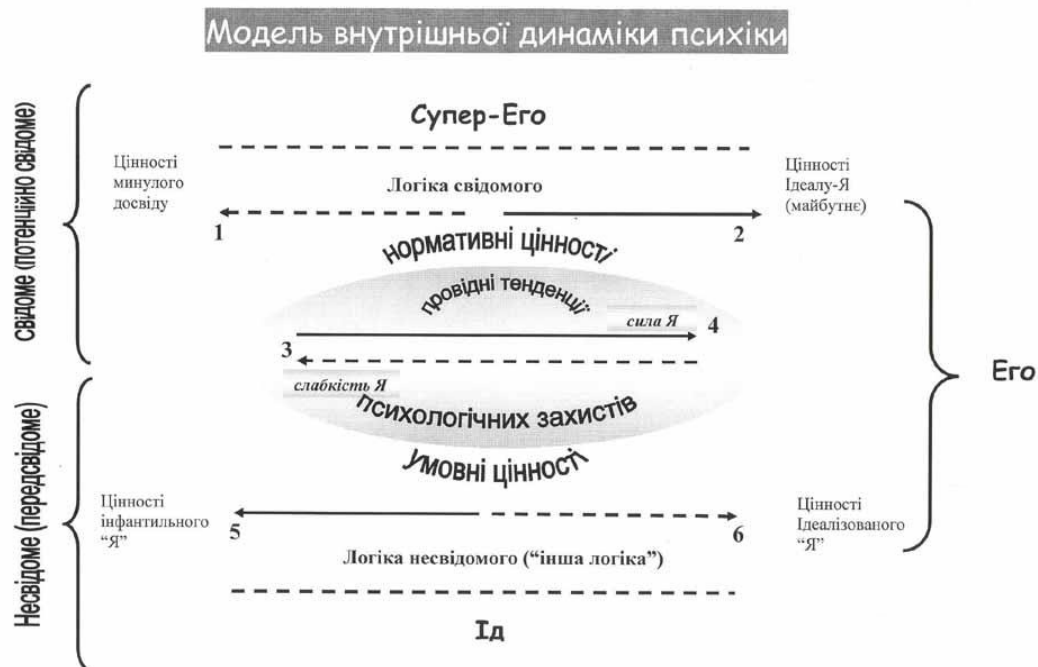 Модель внутрішньої динаміки психіки
свідоме (потенційно свідоме)
Супер-Его
Цінності
минулого
досвіду
Логіка свідомого
Цінності
Ідеалу-Я
(майбутнє)
1
2
нормативні цінності
провідні тенденції
сила Я
4
3
слабкість Я
психологічних захистів
умовні цінності
Его
Несвідоме (передсвідоме)
Цінності
інфантильного
“Я”
5
6
Цінності
Ідеалізованого
“Я”
Логіка несвідомого (“інша логіка”)
Ід